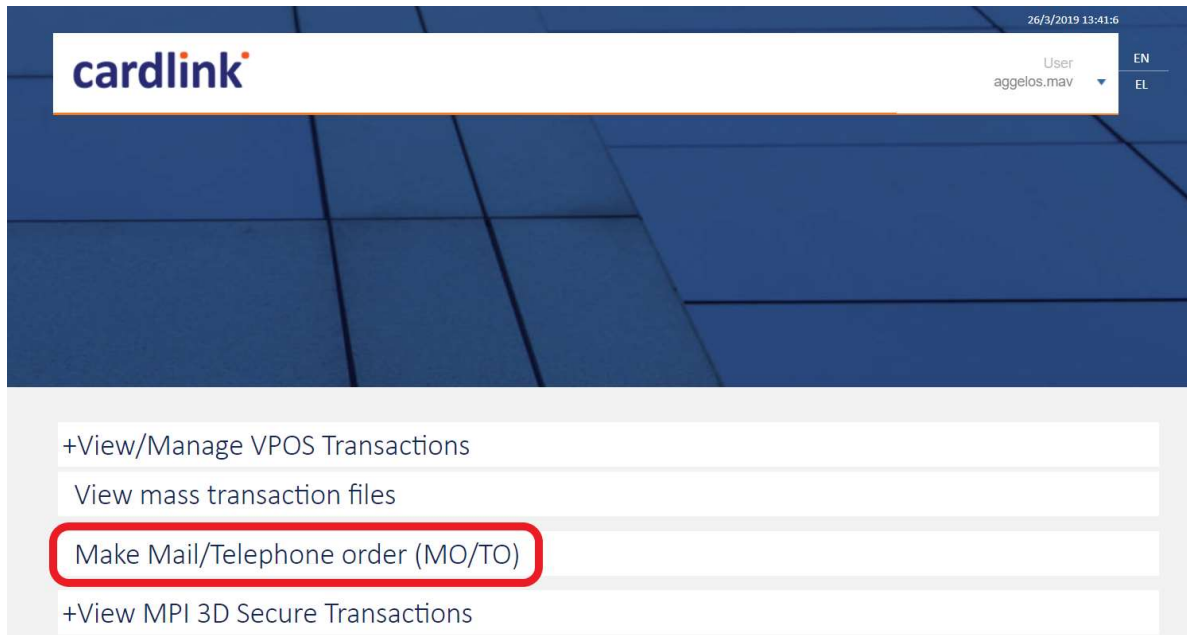 26/3/2019 13:41:6
cardlink
User
aggelos.mav
EN
EL
+View/Manage VPOS Transactions
View mass transaction files
Make Mail/Telephone order (MO/TO)
+View MPI 3D Secure Transactions